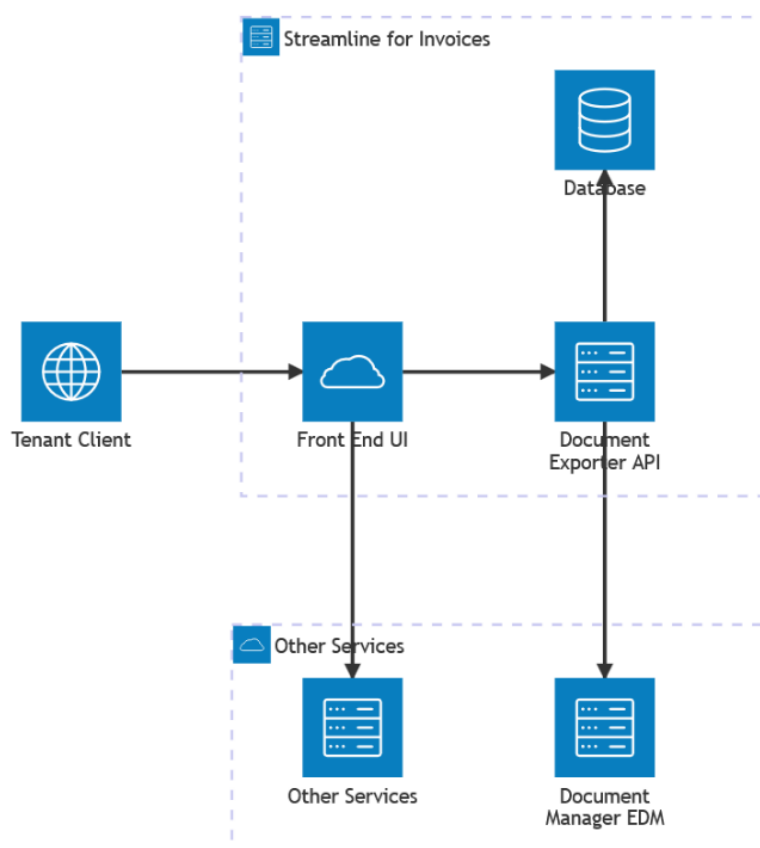 Streamline for Invoices
Database
Tenant Client
Front End UI
Document
Exporter API
Other Services
Other Services
Document
Manager EDM